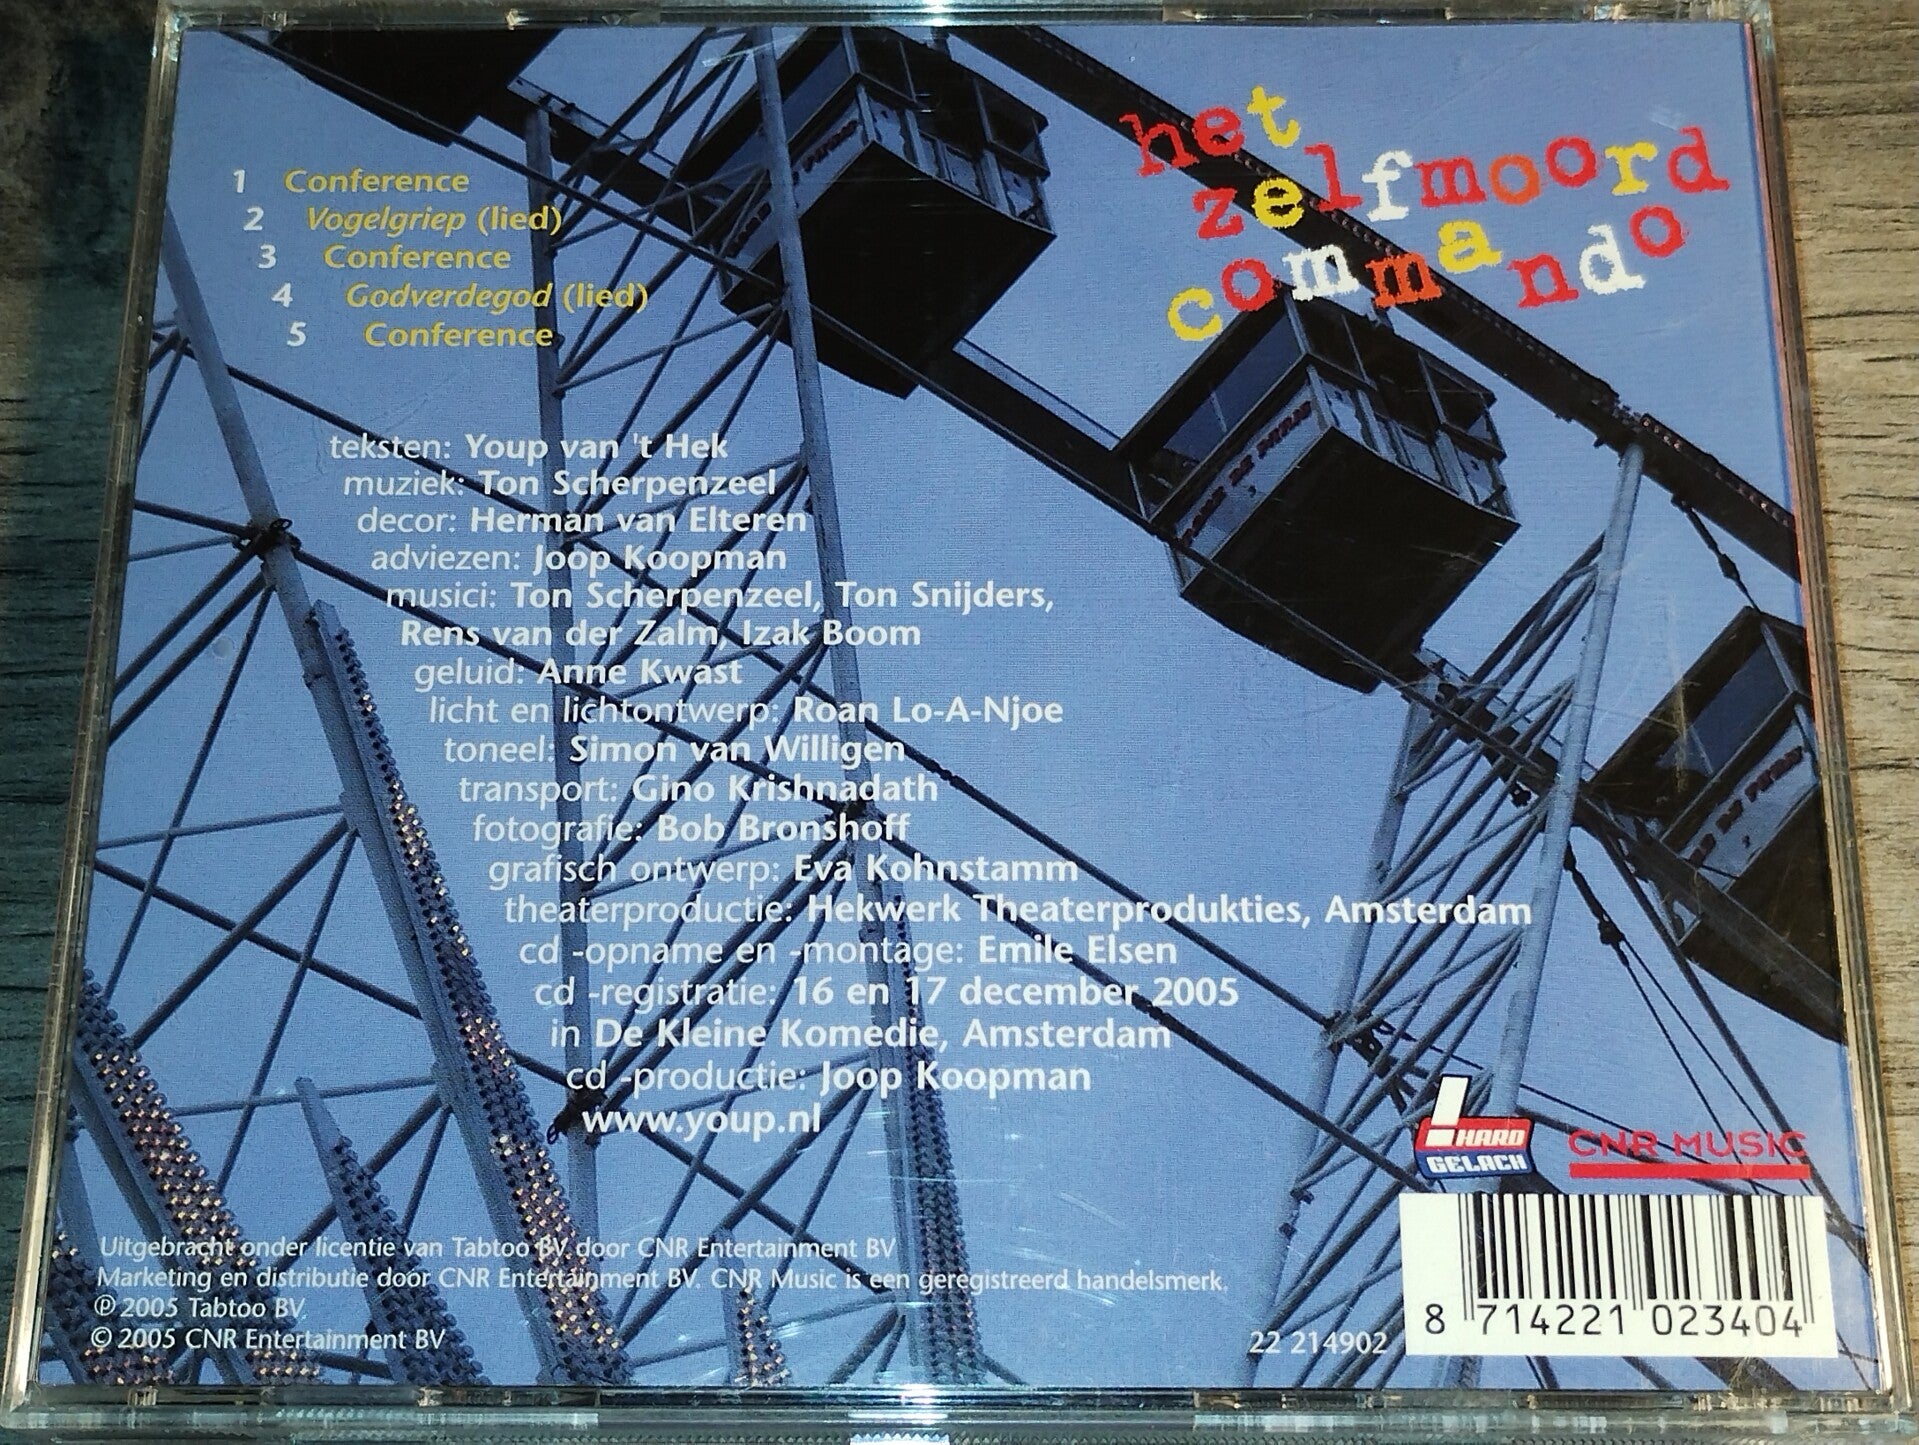 het
zelfmoord
commando
1 Conference
2 Vogelgriep (lied)
3 Conference
4 Godverdegod (lied)
5 Conference
teksten: Youp van 't Hek
muziek: Ton Scherpenzeel
decor: Herman van Elteren
adviezen: Joop Koopman
musici: Ton Scherpenzeel, Ton Snijders,
Rens van der Zalm, Izak Boom
geluid: Anne Kwast
licht en lichtontwerp: Roan Lo-A-Njoe
toneel: Simon van Willigen
transport: Gino Krishnadath
fotografie: Bob Bronshoff
grafisch ontwerp: Eva Kohnstamm
theaterproductie: Hekwerk Theaterprodukties, Amsterdam
cd -opname en -montage: Emile Elsen
cd -registratie: 16 en 17 december 2005
in De Kleine Komedie, Amsterdam
cd -productie: Joop Koopman
www.youp.nl
HARD
GELACH
CNR MUSIC
Uitgebracht onder licentie van Tabtoo BV door CNR Entertainment BV
Marketing en distributie door CNR Entertainment BV. CNR Music is een geregistreerd handelsmerk.
℗ 2005 Tabtoo BV.
© 2005 CNR Entertainment BV
22 214902
8 714221 023404